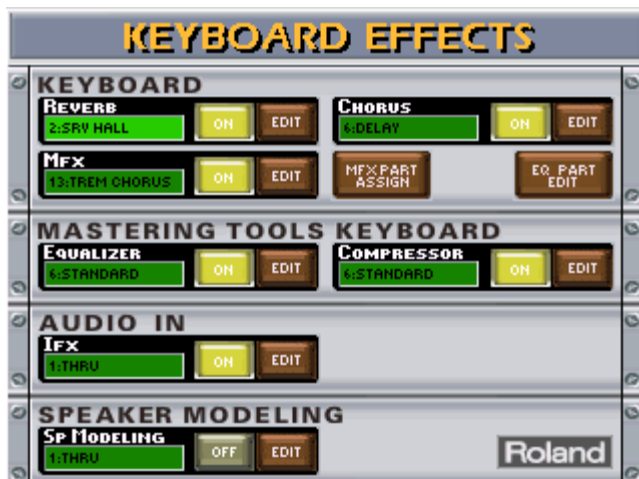 KEYBOARD EFFECTS
KEYBOARD
REVERB
2:SRV HALL ON EDIT
CHORUS
6:DELAY ON EDIT
MFX
13:TREM CHORUS ON EDIT
MFX PART
ASSIGN
EQ PART
EDIT
MASTERING TOOLS KEYBOARD
EQUALIZER
6:STANDARD ON EDIT
COMPRESSOR
6:STANDARD ON EDIT
AUDIO IN
IFX
1:THRU ON EDIT
SPEAKER MODELING
SP MODELING
1:THRU OFF EDIT
Roland